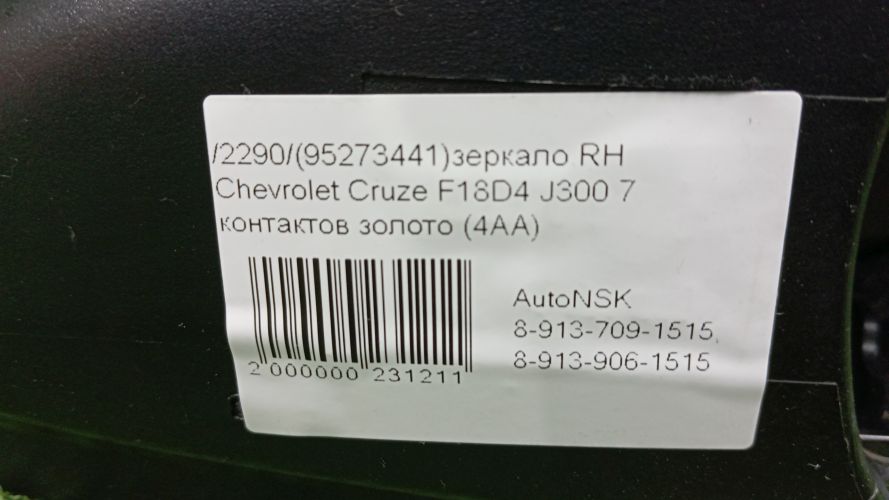 /2290/(95273441)зеркало RH
Chevrolet Cruze F18D4 J300 7
контактов золото (4AA)
AutoNSK
8-913-709-1515,
8-913-906-1515
2 000000 231211